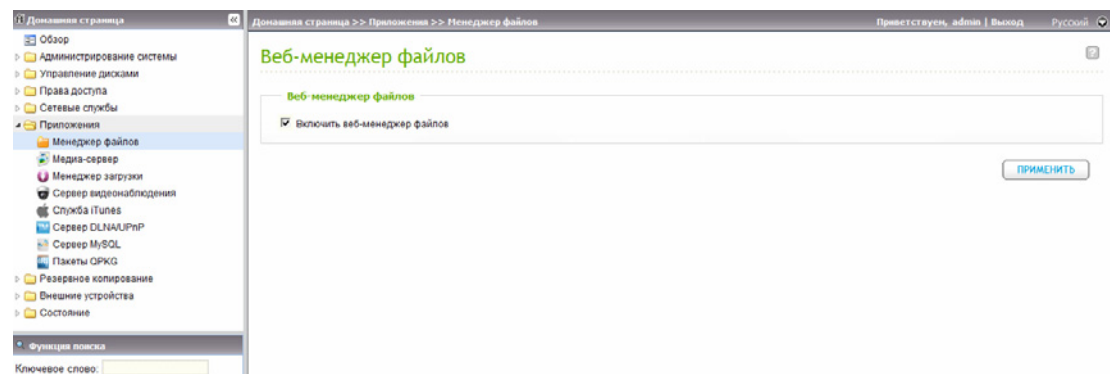 Домашняя страница
Домашняя страница >> Приложения >> Менеджер файлов
Приветствуем, admin | Выход
Русский
Обзор
Администрирование системы
Управление дисками
Права доступа
Сетевые службы
Приложения
Менеджер файлов
Медиа-сервер
Менеджер загрузки
Сервер видеонаблюдения
Служба iTunes
Сервер DLNA/UPnP
Сервер MySQL
Пакеты QPKG
Резервное копирование
Внешние устройства
Состояние
Функция поиска
Ключевое слово:
Веб-менеджер файлов
Веб-менеджер файлов
Включить веб-менеджер файлов
ПРИМЕНИТЬ